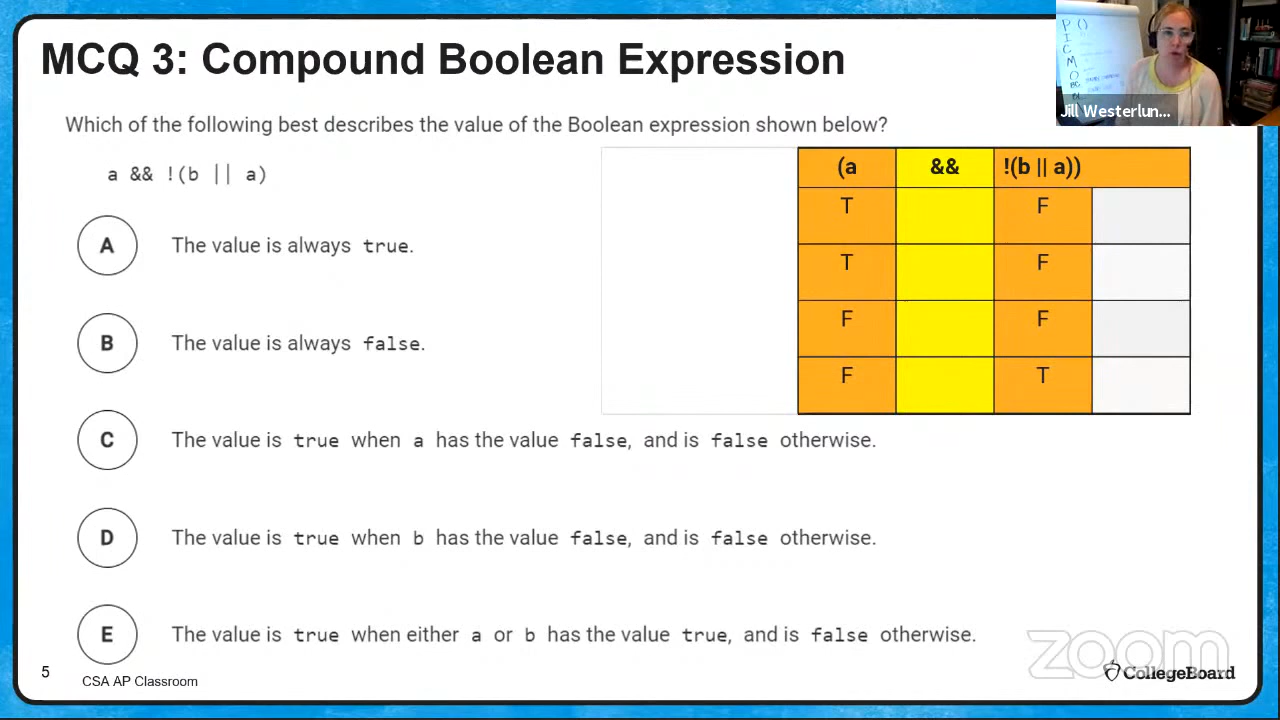 MCQ 3: Compound Boolean Expression
P ()
I
C
M
O
Jill Westerlun...
Which of the following best describes the value of the Boolean expression shown below?
a && !(b || a)
(a && !(b || a))
T F
T F
F F
F T
A The value is always true.
B The value is always false.
C The value is true when a has the value false, and is false otherwise.
D The value is true when b has the value false, and is false otherwise.
E The value is true when either a or b has the value true, and is false otherwise.
zoom
CollegeBoard
5
CSA AP Classroom